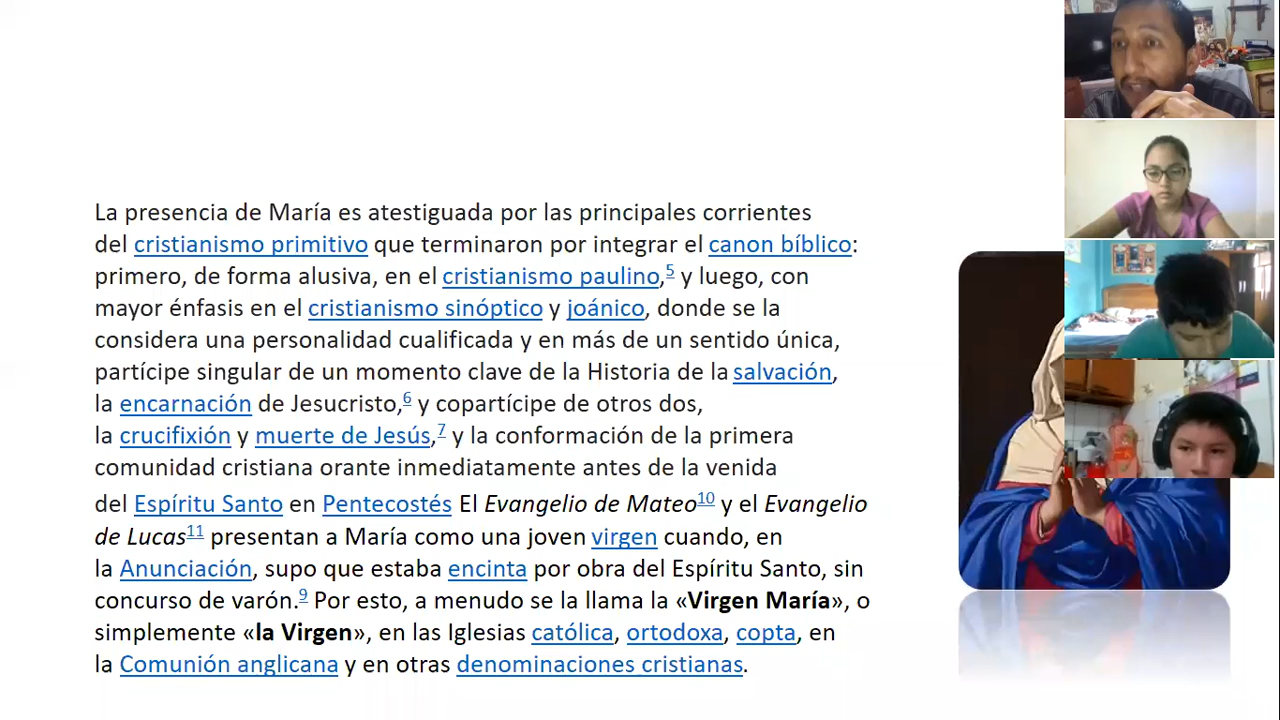 La presencia de María es atestiguada por las principales corrientes
del cristianismo primitivo que terminaron por integrar el canon bíblico:
primero, de forma alusiva, en el cristianismo paulino,5 y luego, con
mayor énfasis en el cristianismo sinóptico y joánico, donde se la
considera una personalidad cualificada y en más de un sentido única,
partícipe singular de un momento clave de la Historia de la salvación,
la encarnación de Jesucristo,6 y copartícipe de otros dos,
la crucifixión y muerte de Jesús,7 y la conformación de la primera
comunidad cristiana orante inmediatamente antes de la venida
del Espíritu Santo en Pentecostés El Evangelio de Mateo10 y el Evangelio
de Lucas11 presentan a María como una joven virgen cuando, en
la Anunciación, supo que estaba encinta por obra del Espíritu Santo, sin
concurso de varón.9 Por esto, a menudo se la llama la «Virgen María», o
simplemente «la Virgen», en las Iglesias católica, ortodoxa, copta, en
la Comunión anglicana y en otras denominaciones cristianas.